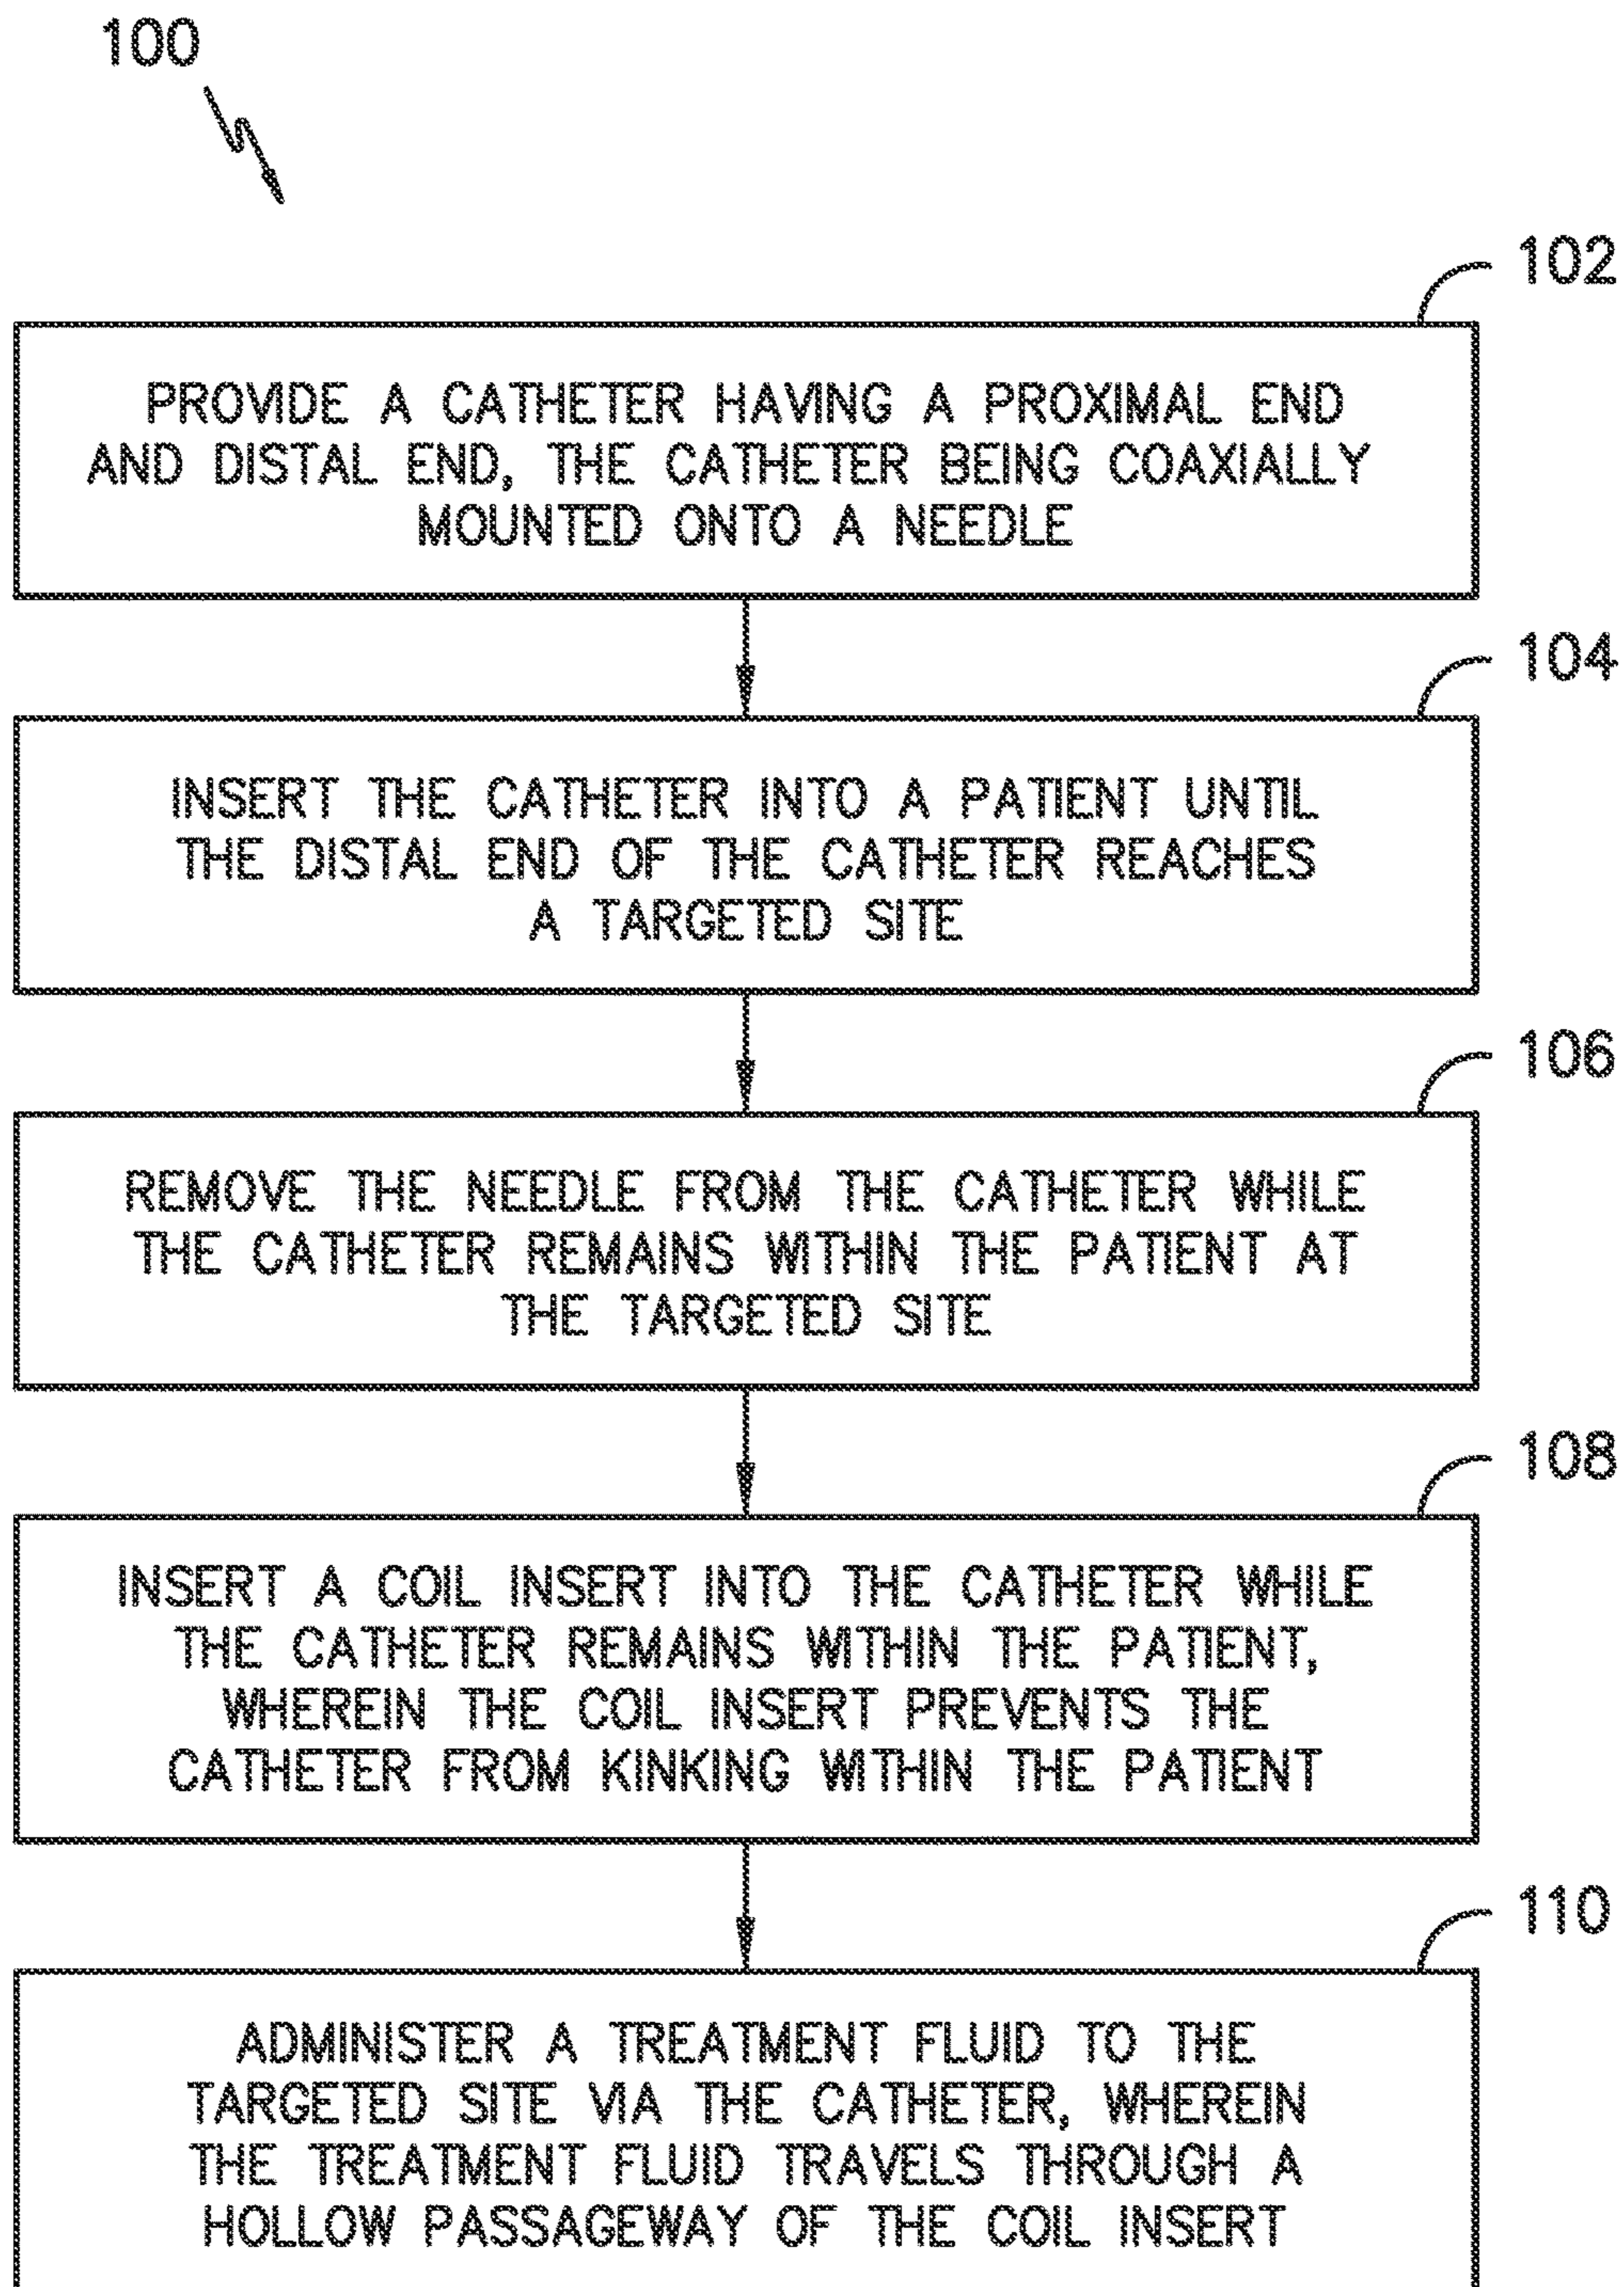 100
102
PROVIDE A CATHETER HAVING A PROXIMAL END
AND DISTAL END, THE CATHETER BEING COAXIALLY
MOUNTED ONTO A NEEDLE
104
INSERT THE CATHETER INTO A PATIENT UNTIL
THE DISTAL END OF THE CATHETER REACHES
A TARGETED SITE
106
REMOVE THE NEEDLE FROM THE CATHETER WHILE
THE CATHETER REMAINS WITHIN THE PATIENT AT
THE TARGETED SITE
108
INSERT A COIL INSERT INTO THE CATHETER WHILE
THE CATHETER REMAINS WITHIN THE PATIENT,
WHEREIN THE COIL INSERT PREVENTS THE
CATHETER FROM KINKING WITHIN THE PATIENT
110
ADMINISTER A TREATMENT FLUID TO THE
TARGETED SITE VIA THE CATHETER, WHEREIN
THE TREATMENT FLUID TRAVELS THROUGH A
HOLLOW PASSAGEWAY OF THE COIL INSERT